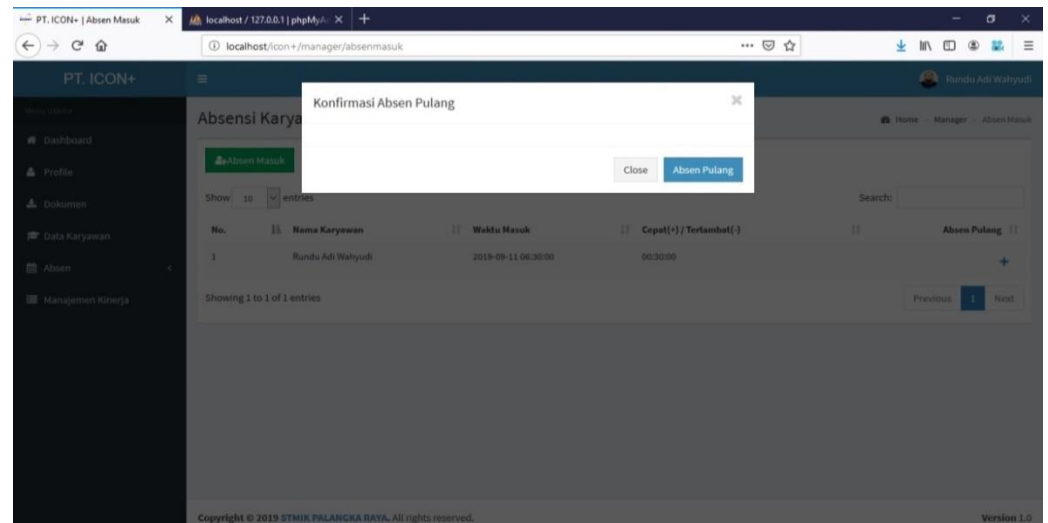 PT. ICON+ | Absen Masuk
localhost / 127.0.0.1 | phpMyA
localhost/icon+/manager/absenmasuk
PT. ICON+
Rundu Adi Wahyudi
Dashboard
Profile
Dokumen
Data Karyawan
Absen
Manajemen Kinerja
Konfirmasi Absen Pulang
Close
Absen Pulang
Absensi Karya
Home
Manager
Absen Masuk
Absen Masuk
Show 10 entries
Search:
No. Nama Karyawan Waktu Masuk Cepat(+) / Terlambat(-) Absen Pulang
1 Rundu Adi Wahyudi 2019-09-11 06:30:00 00:30:00
Showing 1 to 1 of 1 entries
Previous 1 Next
Copyright © 2019 STMIK PALANGKA RAYA. All rights reserved.
Version 1.0